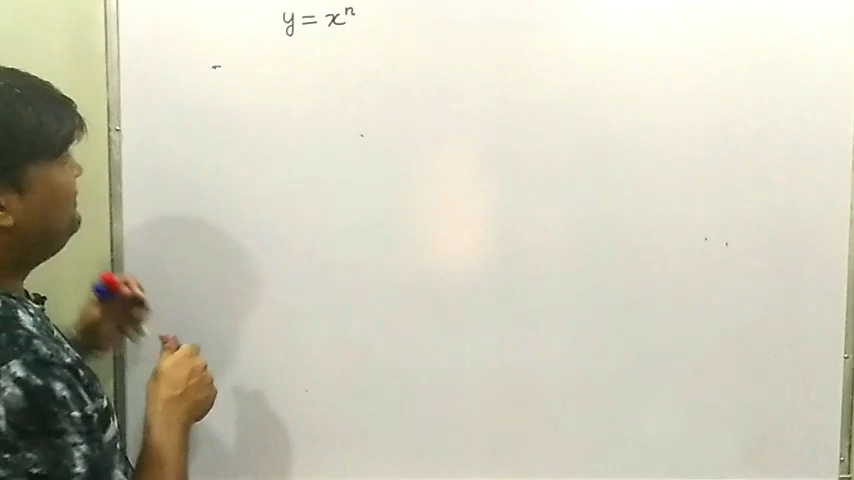 y = xⁿ